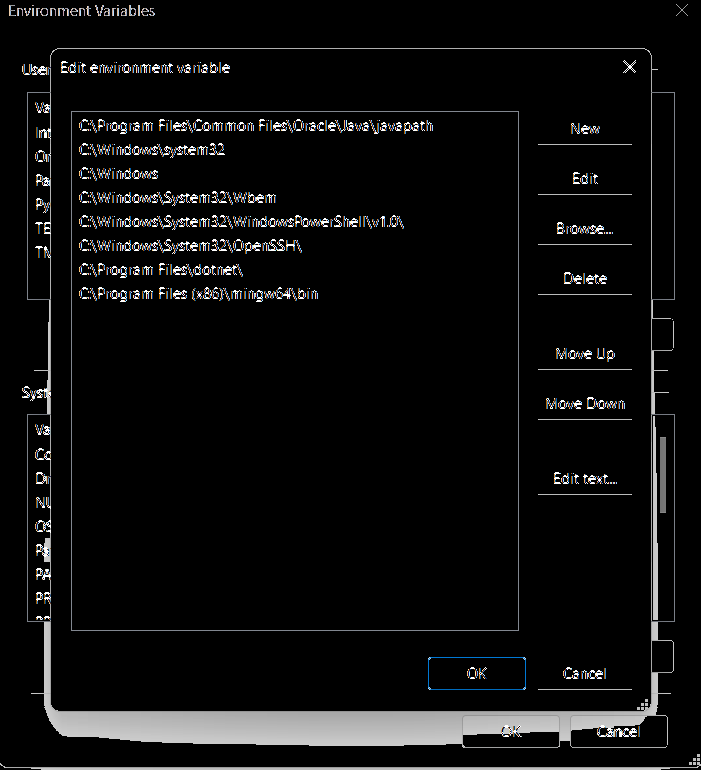 Environment Variables
User
Edit environment variable
Va
Int
On
Pa
Py
TE
TM
C:\Program Files\Common Files\Oracle\Java\javapath
C:\Windows\system32
C:\Windows
C:\Windows\System32\Wbem
C:\Windows\System32\WindowsPowerShell\v1.0\
C:\Windows\System32\OpenSSH\
C:\Program Files\dotnet\
C:\Program Files (x86)\mingw64\bin
New
Edit
Browse...
Delete
Move Up
Move Down
Edit text...
Syst
Va
Co
Dri
NU
OS
Pa
PA
PR
OK
Cancel
OK
Cancel